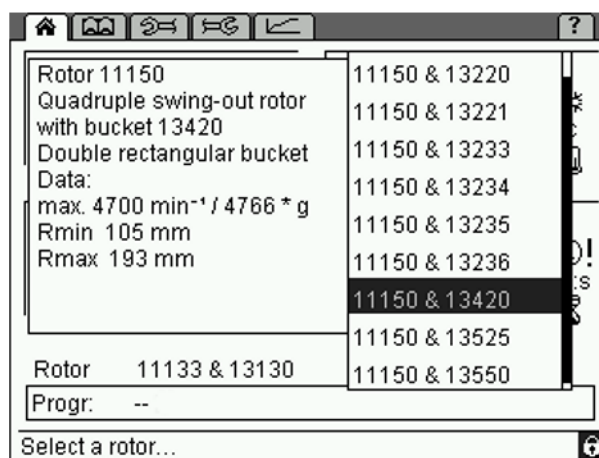 ?
Rotor 11150
Quadruple swing-out rotor
with bucket 13420
Double rectangular bucket
Data:
max. 4700 min⁻¹ / 4766 * g
Rmin 105 mm
Rmax 193 mm
11150 & 13220
11150 & 13221
11150 & 13233
11150 & 13234
11150 & 13235
11150 & 13236
11150 & 13420
11150 & 13525
11150 & 13550
Rotor 11133 & 13130
Progr: --
Select a rotor...